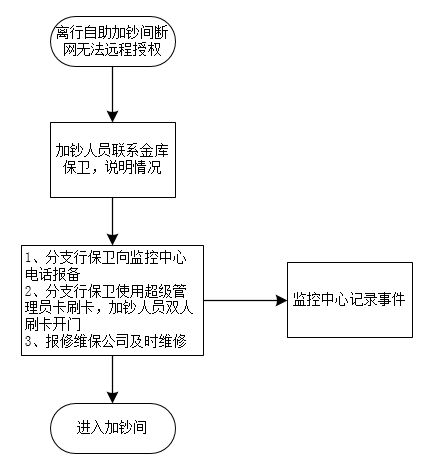 离行自助加钞间断
网无法远程授权
加钞人员联系金库
保卫，说明情况
1、分支行保卫向监控中心
电话报备
2、分支行保卫使用超级管
理员卡刷卡，加钞人员双人
刷卡开门
3、报修维保公司及时维修
监控中心记录事件
进入加钞间